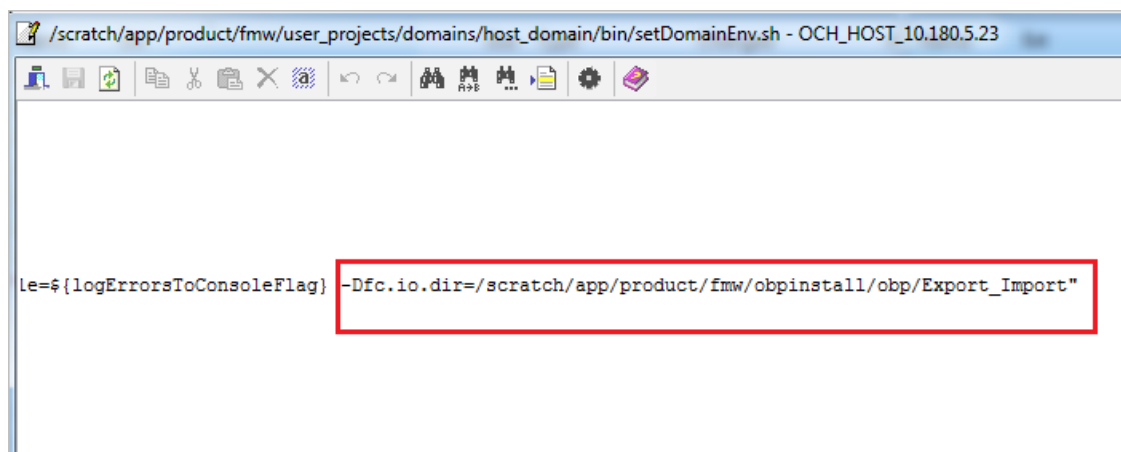 /scratch/app/product/fmw/user_projects/domains/host_domain/bin/setDomainEnv.sh - OCH_HOST_10.180.5.23
A→B
le=${logErrorsToConsoleFlag} -Dfc.io.dir=/scratch/app/product/fmw/obpinstall/obp/Export_Import"